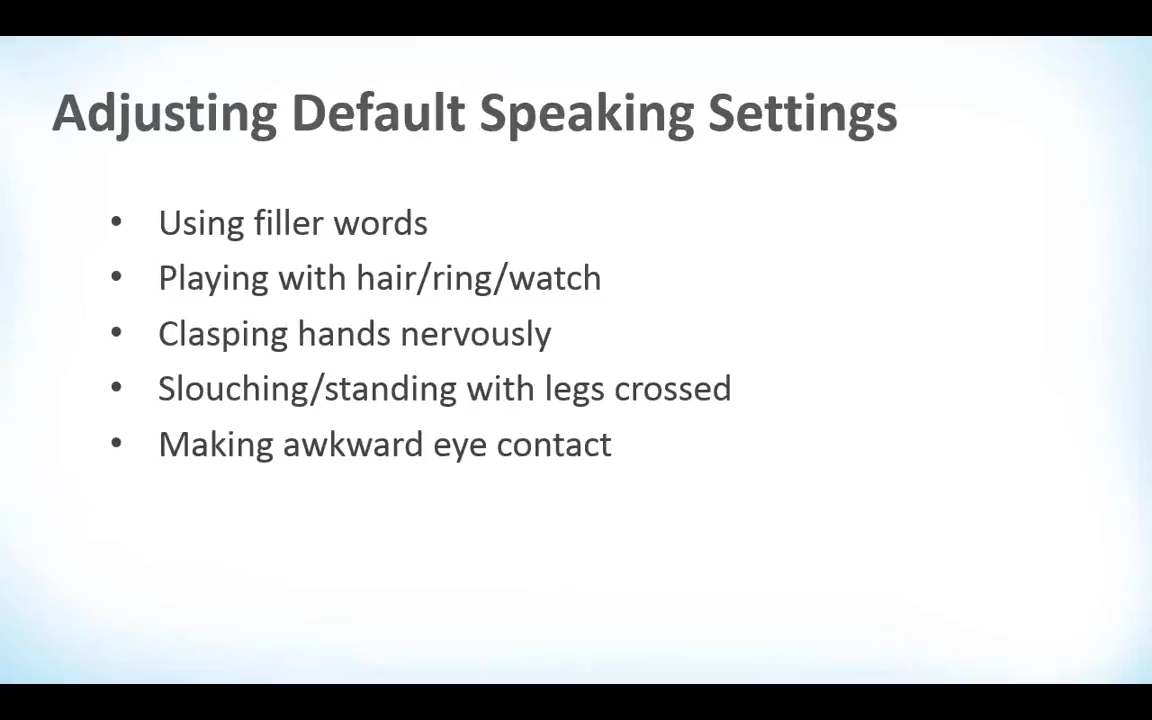 Adjusting Default Speaking Settings
• Using filler words
• Playing with hair/ring/watch
• Clasping hands nervously
• Slouching/standing with legs crossed
• Making awkward eye contact